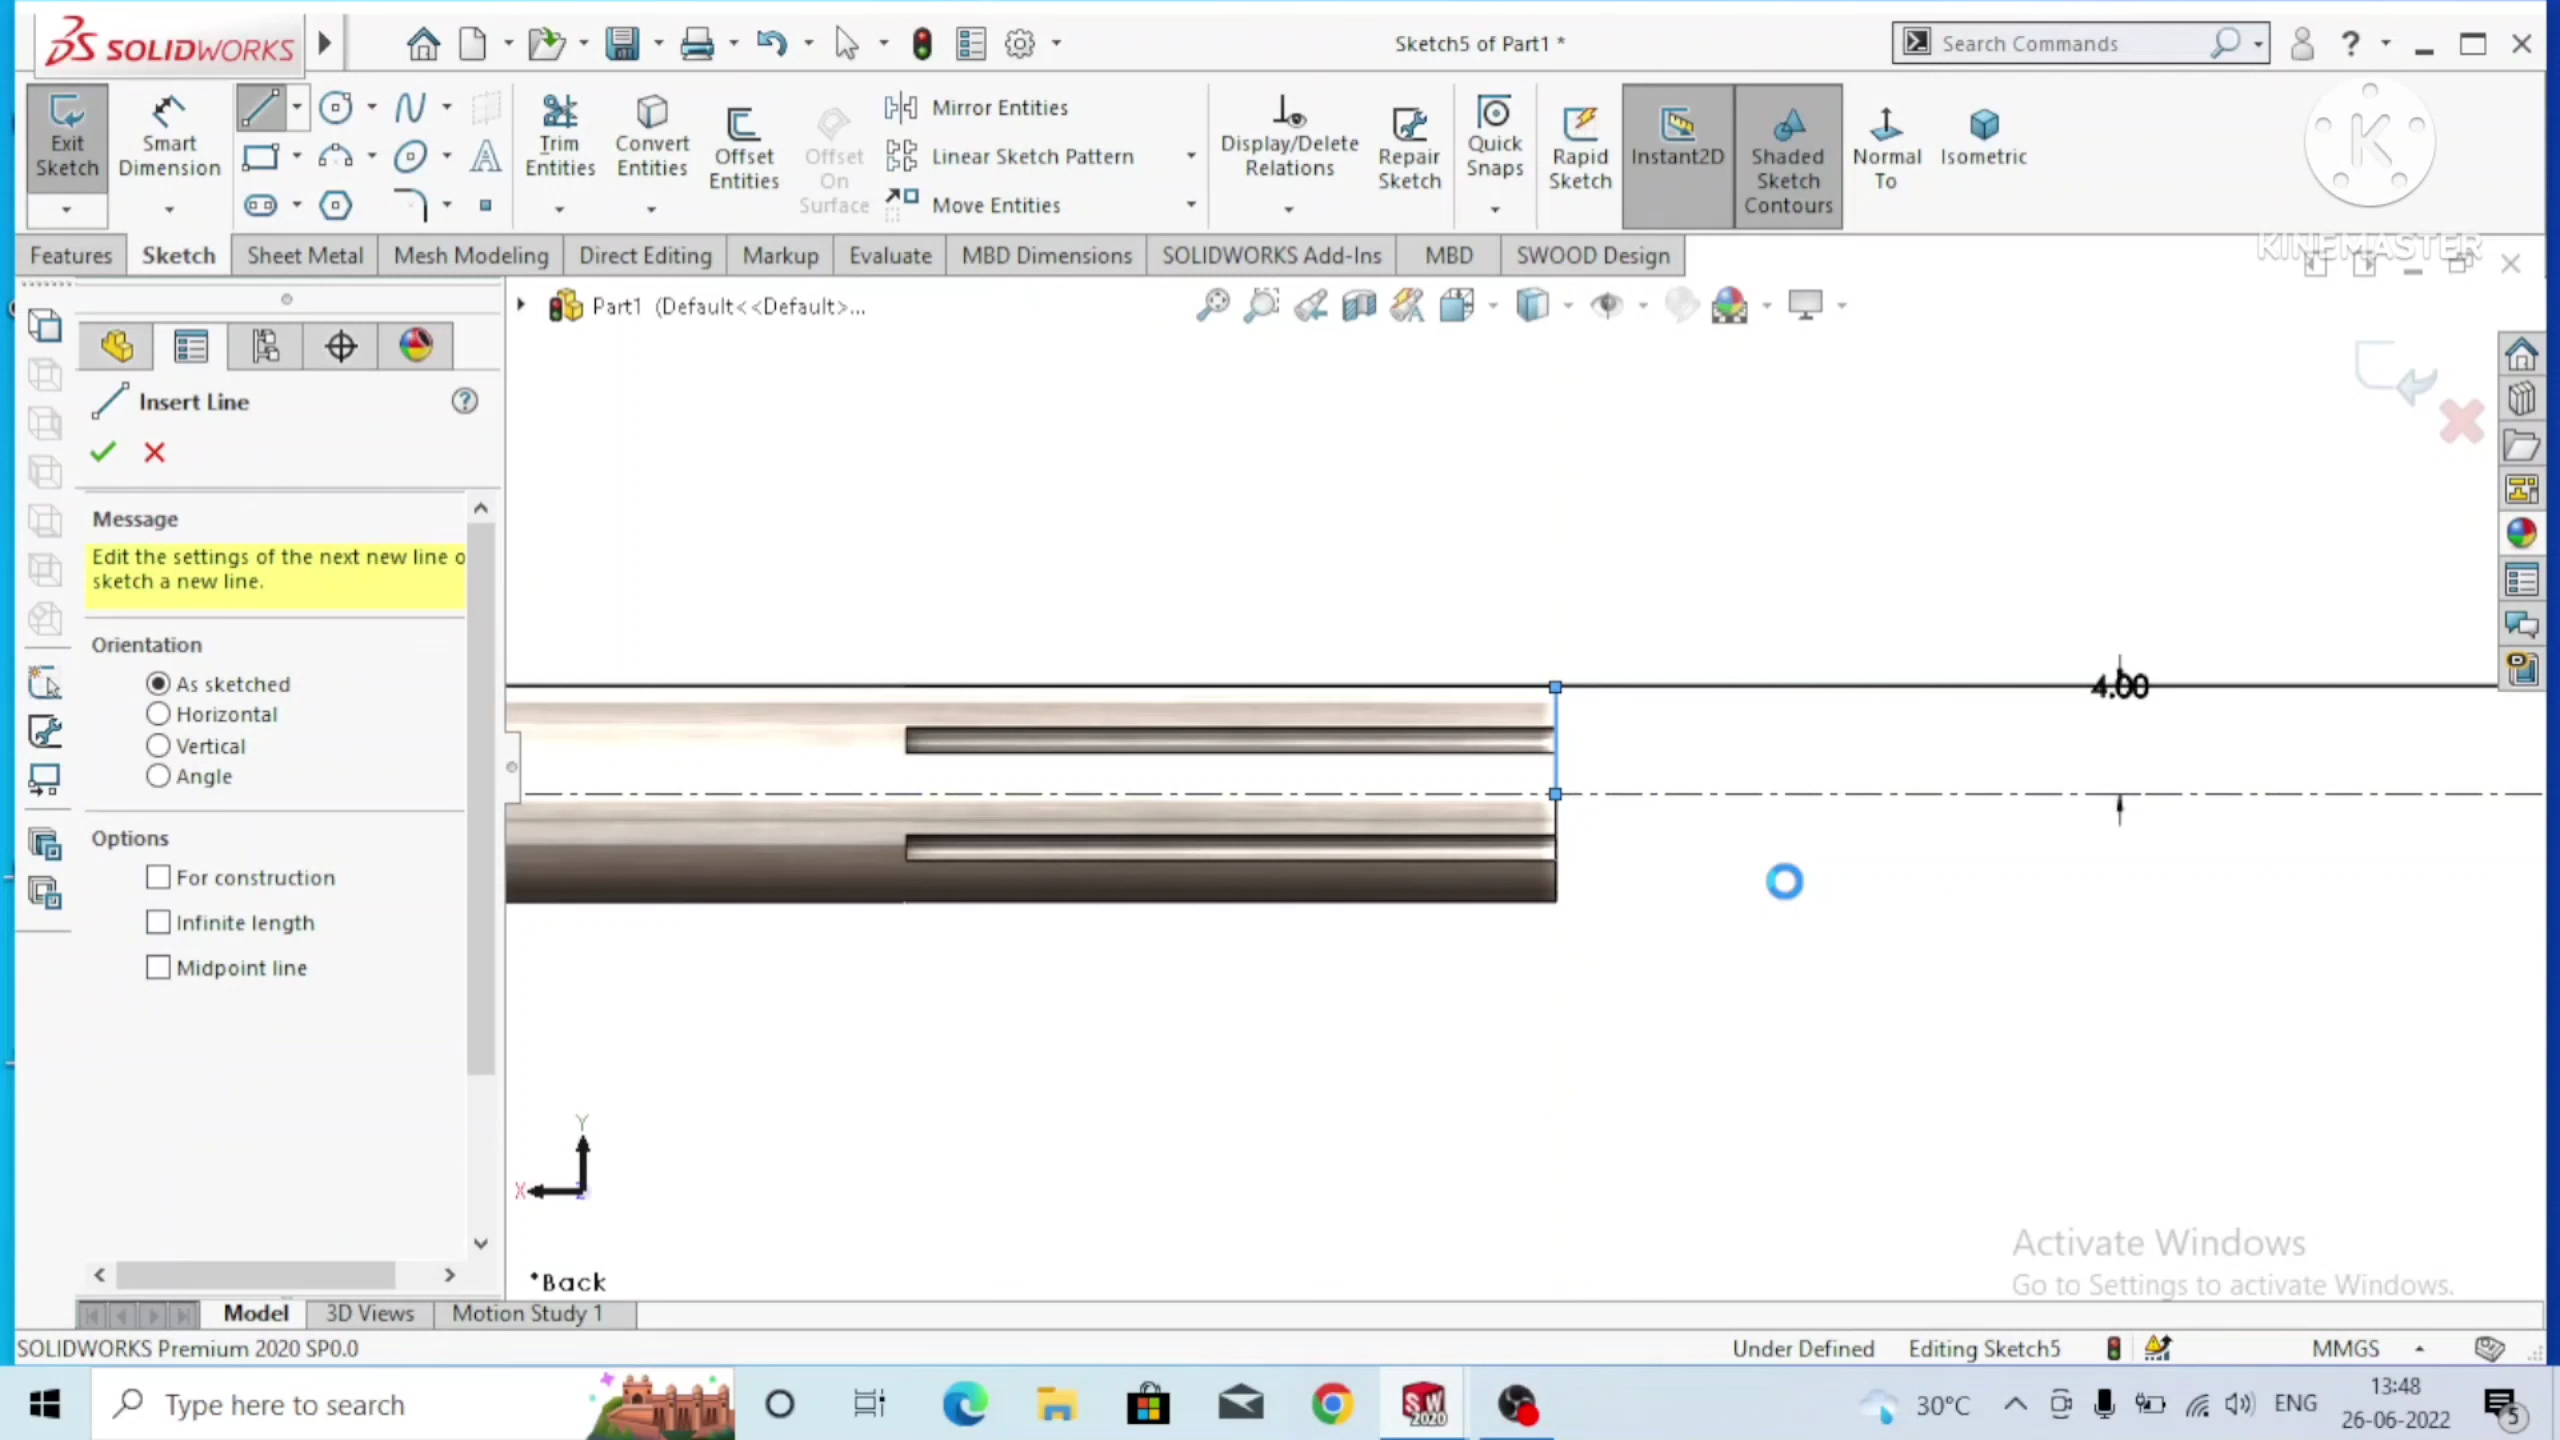 SOLIDWORKS
Sketch5 of Part1 *
Search Commands
Exit Sketch
Smart Dimension
Trim Entities
Convert Entities
Offset Entities
Offset On Surface
Mirror Entities
Linear Sketch Pattern
Move Entities
Display/Delete Relations
Repair Sketch
Quick Snaps
Rapid Sketch
Instant2D
Shaded Sketch Contours
Normal To
Isometric
K
KINEMASTER
Features
Sketch
Sheet Metal
Mesh Modeling
Direct Editing
Markup
Evaluate
MBD Dimensions
SOLIDWORKS Add-Ins
MBD
SWOOD Design
Part1 (Default<<Default>...
Insert Line
Message
Edit the settings of the next new line o
sketch a new line.
Orientation
As sketched
Horizontal
Vertical
Angle
Options
For construction
Infinite length
Midpoint line
4.00
Y
X
*Back
Activate Windows
Go to Settings to activate Windows.
Model
3D Views
Motion Study 1
SOLIDWORKS Premium 2020 SP0.0
Under Defined
Editing Sketch5
MMGS
Type here to search
SW
2020
30°C
ENG
13:48
26-06-2022
5